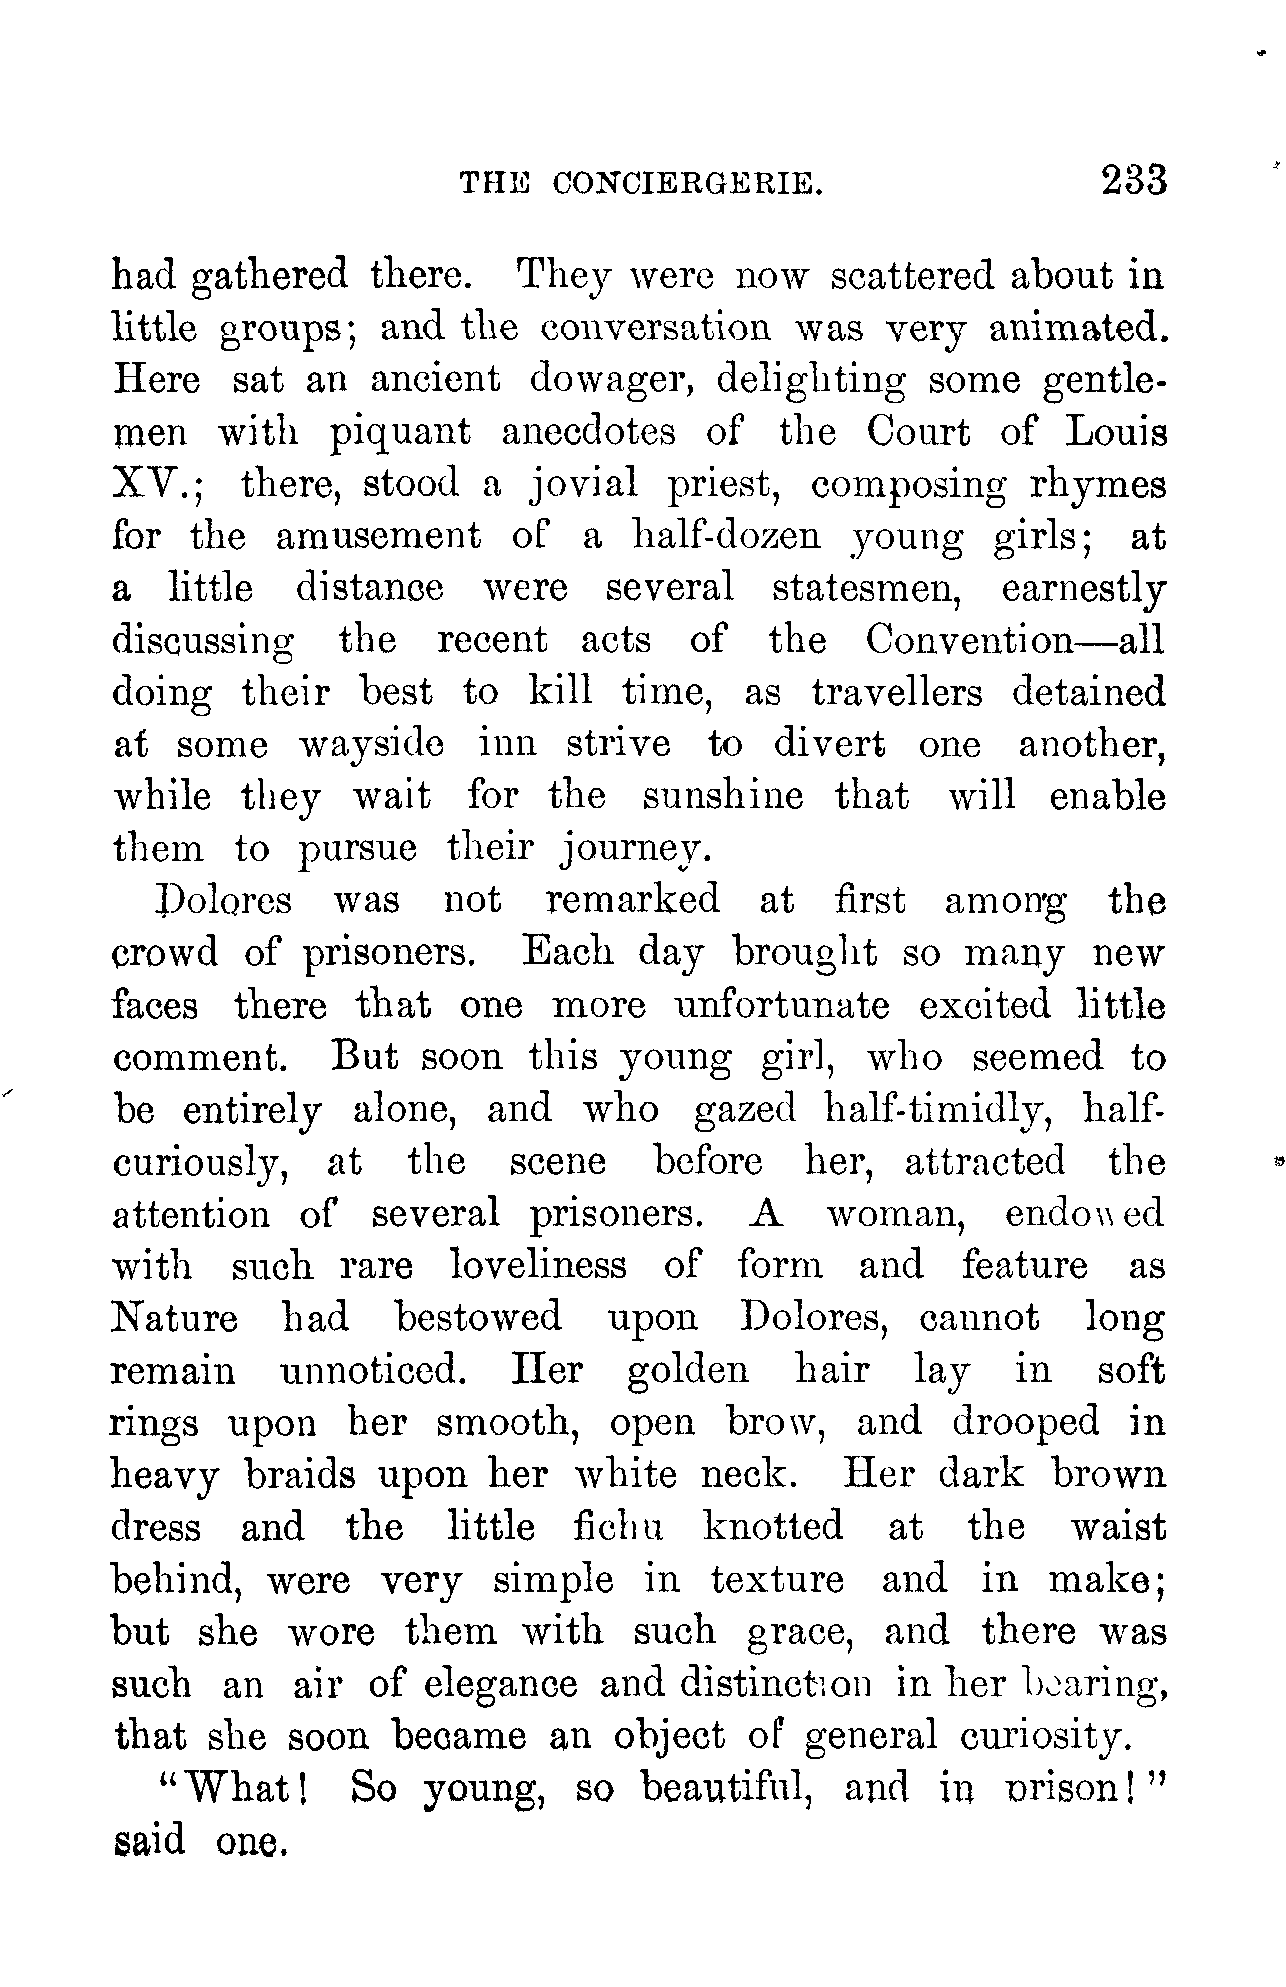 THE CONCIERGERIE. 233
had gathered there. They were now scattered about in
little groups; and the conversation was very animated.
Here sat an ancient dowager, delighting some gentle-
men with piquant anecdotes of the Court of Louis
XV.; there, stood a jovial priest, composing rhymes
for the amusement of a half-dozen young girls; at
a little distance were several statesmen, earnestly
discussing the recent acts of the Convention—all
doing their best to kill time, as travellers detained
at some wayside inn strive to divert one another,
while they wait for the sunshine that will enable
them to pursue their journey.
Dolores was not remarked at first among the
crowd of prisoners. Each day brought so many new
faces there that one more unfortunate excited little
comment. But soon this young girl, who seemed to
be entirely alone, and who gazed half-timidly, half-
curiously, at the scene before her, attracted the
attention of several prisoners. A woman, endowed
with such rare loveliness of form and feature as
Nature had bestowed upon Dolores, cannot long
remain unnoticed. Her golden hair lay in soft
rings upon her smooth, open brow, and drooped in
heavy braids upon her white neck. Her dark brown
dress and the little fichu knotted at the waist
behind, were very simple in texture and in make;
but she wore them with such grace, and there was
such an air of elegance and distinction in her bearing,
that she soon became an object of general curiosity.
"What! So young, so beautiful, and in prison!"
said one.